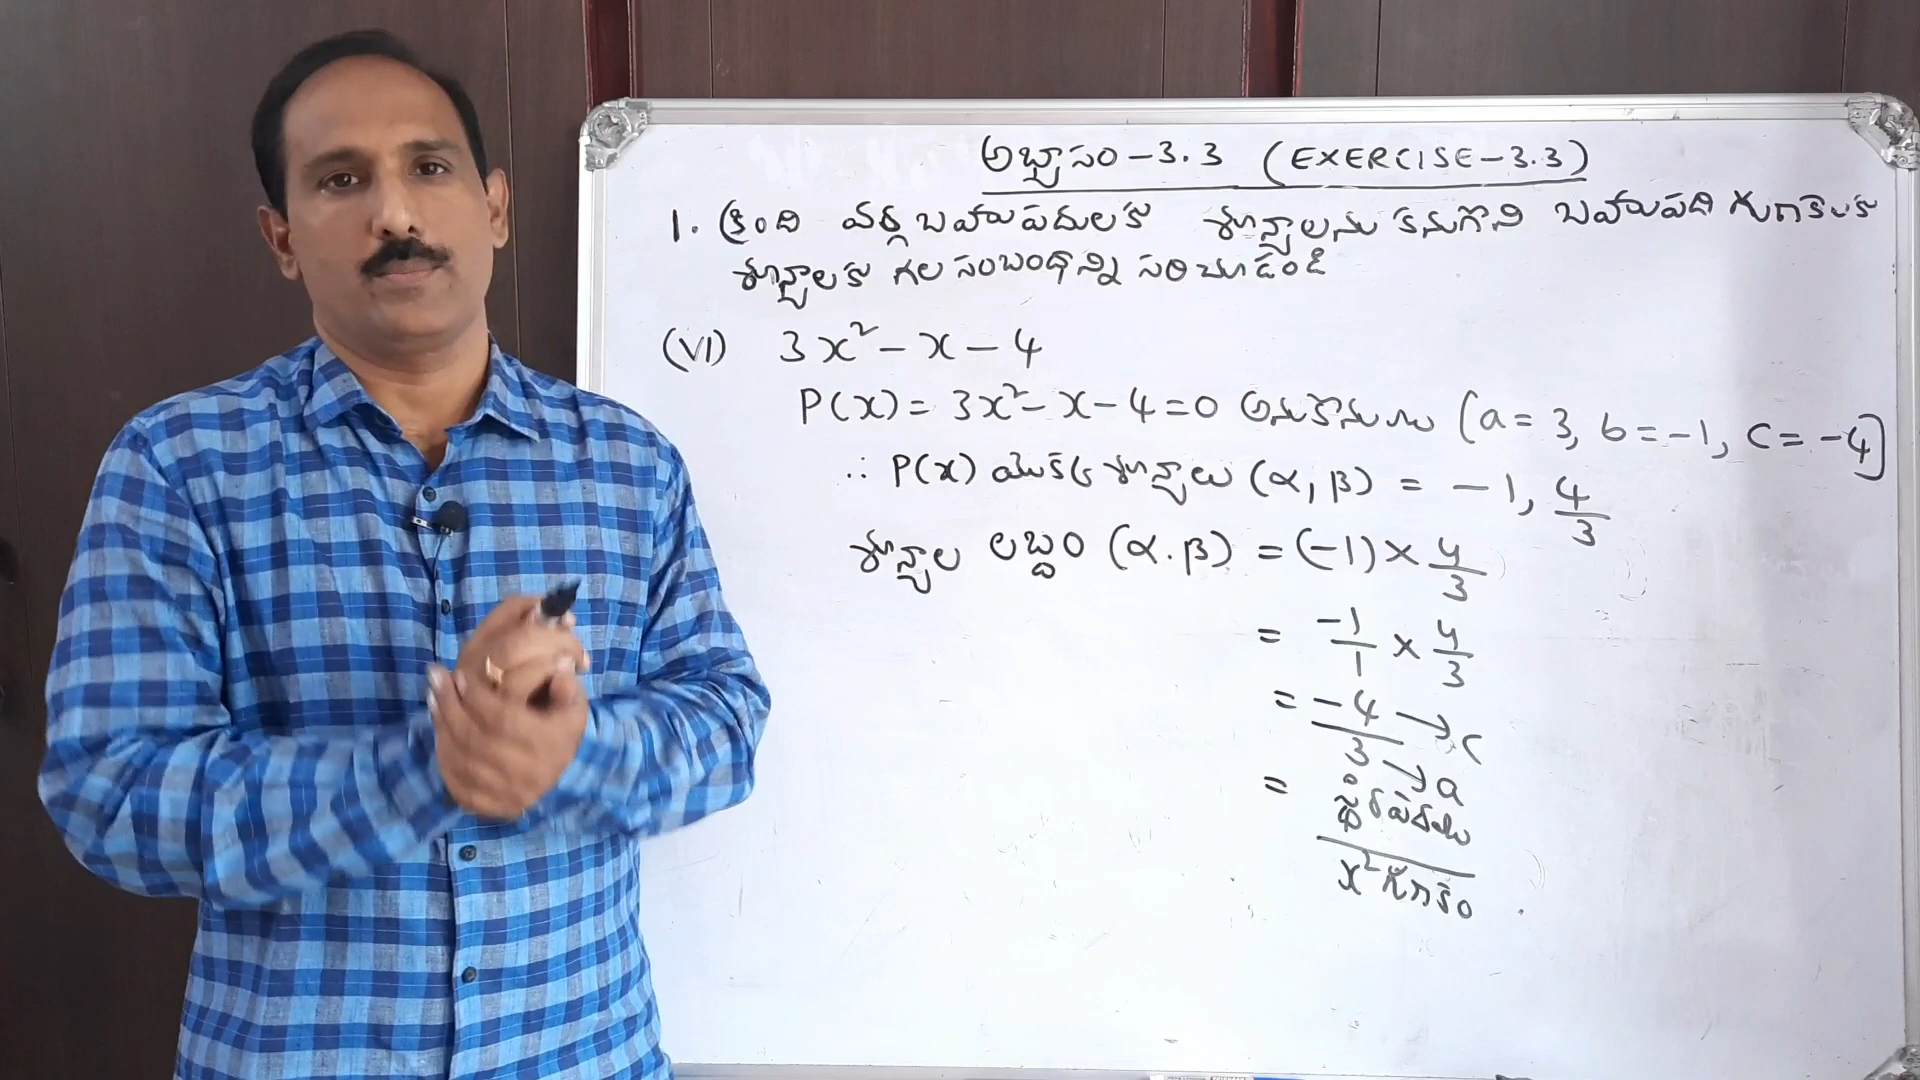 అభ్యాసం - 3.3 (EXERCISE - 3.3)
1. క్రింది వర్గ బహుపదులకు శూన్యాలను కనుగొని బహుపది గుణకాలకు
శూన్యాలకు గల సంబంధాన్ని సరిచూడండి
(VI) 3x² - x - 4
P(x) = 3x² - x - 4 = 0 అనుకొనుము (a = 3, b = -1, c = -4)
∴ P(x) యొక్క శూన్యాలు (α, β) = -1, 4/3
శూన్యాల లబ్దం (α.β) = (-1) × 4/3
= -1/1 × 4/3
= -4/3 → c
→ a
= స్థిరపదము / x² గుణకం